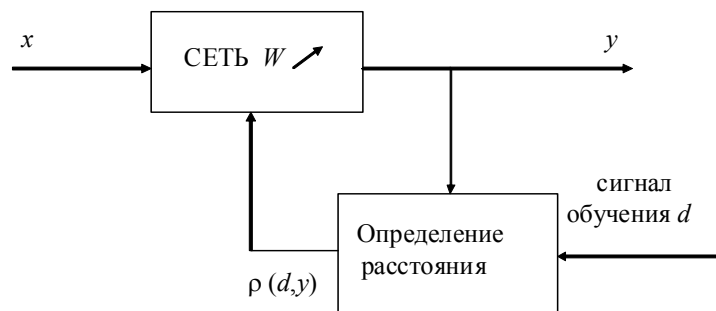 x
СЕТЬ W
y
сигнал
обучения d
Определение
расстояния
ρ (d,y)